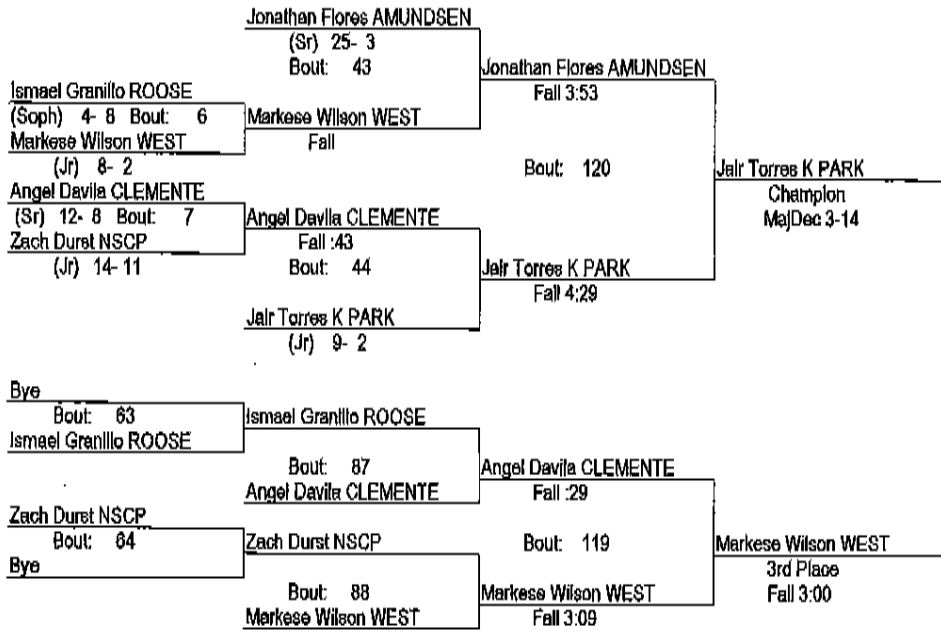 Jonathan Flores AMUNDSEN
(Sr) 25- 3
Bout: 43
Jonathan Flores AMUNDSEN
Fall 3:53
Ismael Granillo ROOSE
(Soph) 4- 8 Bout: 6
Markese Wilson WEST
Fall
Markese Wilson WEST
(Jr) 8- 2
Bout: 120
Jair Torres K PARK
Champion
MajDec 3-14
Angel Davila CLEMENTE
(Sr) 12- 8 Bout: 7
Angel Davila CLEMENTE
Fall :43
Zach Durst NSCP
(Jr) 14- 11
Bout: 44
Jair Torres K PARK
Fall 4:29
Jair Torres K PARK
(Jr) 9- 2
Bye
Bout: 63
Ismael Granillo ROOSE
Ismael Granillo ROOSE
Bout: 87
Angel Davila CLEMENTE
Fall :29
Angel Davila CLEMENTE
Zach Durst NSCP
Bout: 64
Zach Durst NSCP
Bout: 119
Markese Wilson WEST
3rd Place
Fall 3:00
Bye
Bout: 88
Markese Wilson WEST
Fall 3:09
Markese Wilson WEST